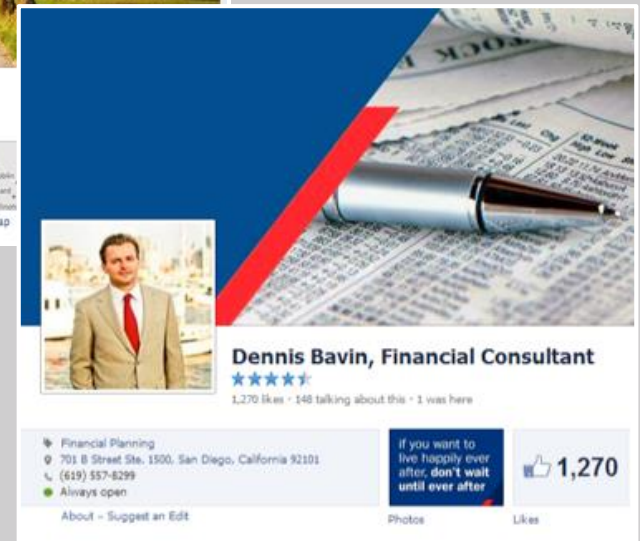 STOCK E
Dennis Bavin, Financial Consultant
1,270 likes · 148 talking about this · 1 was here
Financial Planning
701 B Street Ste. 1500, San Diego, California 92101
(619) 557-8299
Always open
About – Suggest an Edit
if you want to
live happily ever
after, don't wait
until ever after
Photos
1,270
Likes